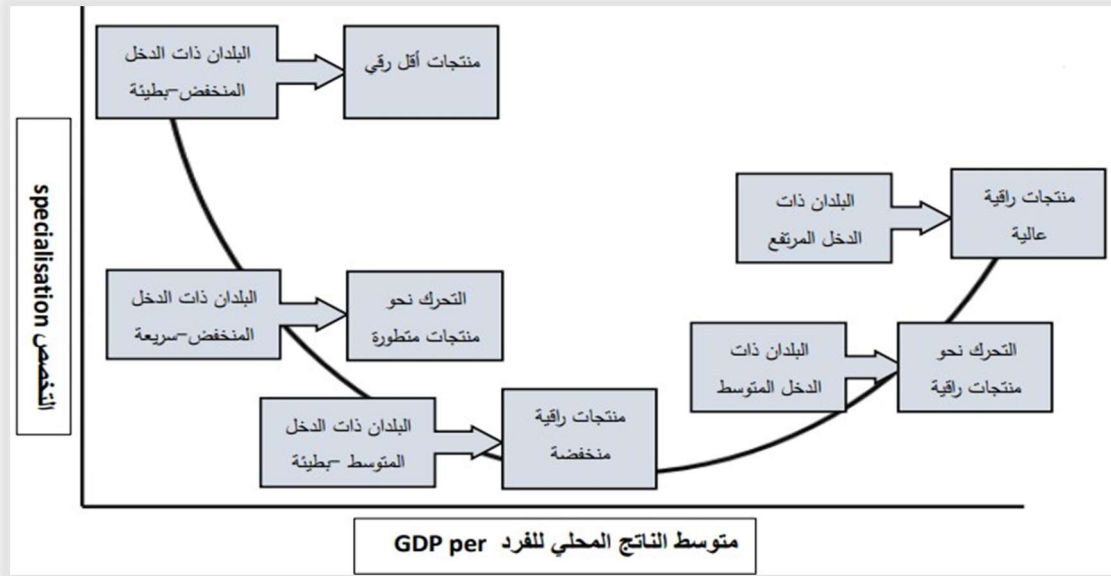 البلدان ذات الدخل
المنخفض-بطيئة
منتجات أقل رقي
البلدان ذات الدخل
المنخفض-سريعة
التحرك نحو
منتجات متطورة
البلدان ذات الدخل
المتوسط -بطيئة
منتجات راقية
منخفضة
البلدان ذات
الدخل المتوسط
التحرك نحو
منتجات راقية
البلدان ذات
الدخل المرتفع
منتجات راقية
عالية
التخصص specialisation
متوسط الناتج المحلي للفرد GDP per